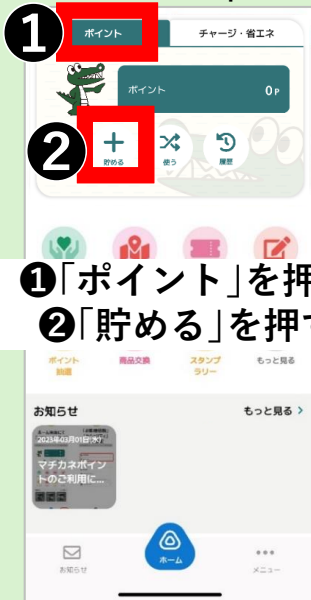 ❶
ポイント
チャージ・省エネ
ポイント
0P
❷
貯める
使う
履歴
❶「ポイント」を押
❷「貯める」を押す
ポイント
抽選
商品交換
スタンプ
ラリー
もっと見る
お知らせ
もっと見る
2023年03月01日(水)
マチカネポイン
トのご利用に...
お知らせ
ホーム
メニュー